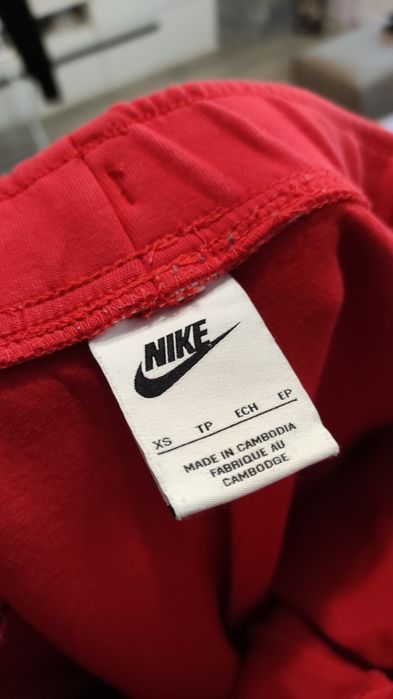 NIKE
XS TP ECH EP
MADE IN CAMBODIA
FABRIQUE AU
CAMBODGE